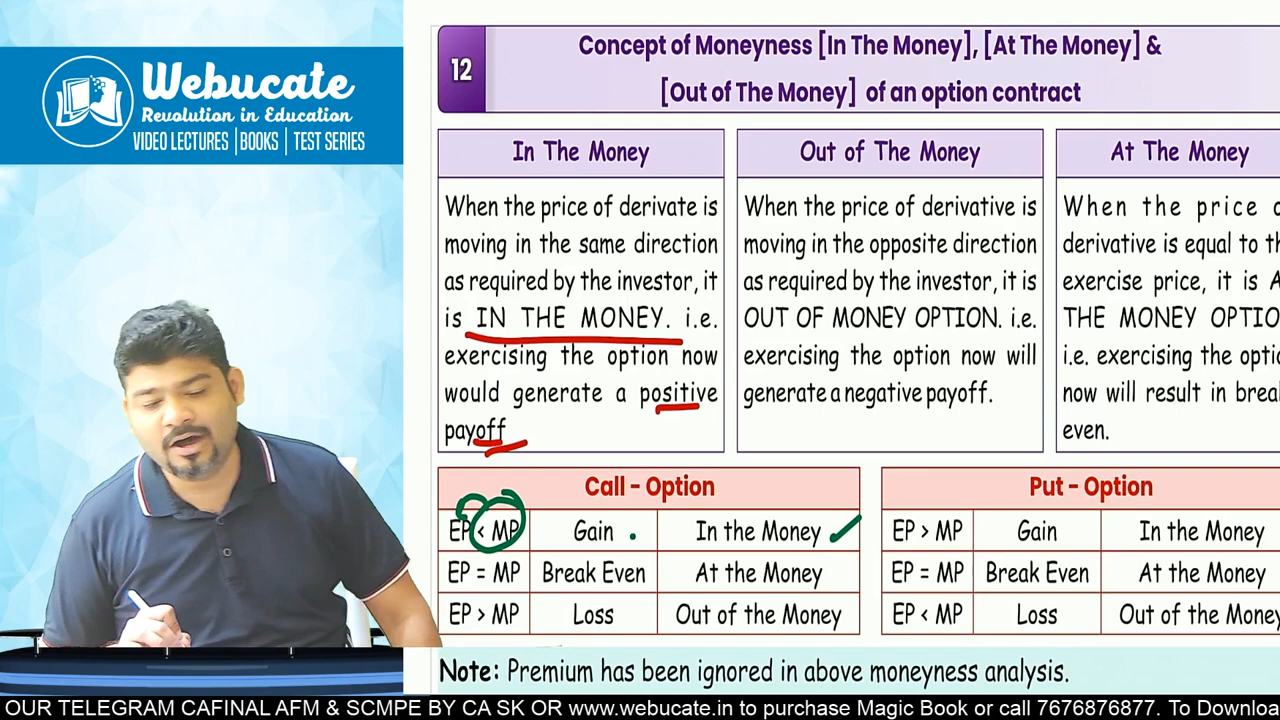 Webucate
Revolution in Education
VIDEO LECTURES | BOOKS | TEST SERIES
12
Concept of Moneyness [In The Money], [At The Money] &
[Out of The Money] of an option contract
In The Money
When the price of derivate is
moving in the same direction
as required by the investor, it
is IN THE MONEY. i.e.
exercising the option now
would generate a positive
payoff
Out of The Money
When the price of derivative is
moving in the opposite direction
as required by the investor, it is
OUT OF MONEY OPTION. i.e.
exercising the option now will
generate a negative payoff.
At The Money
When the price
derivative is equal to
exercise price, it is
THE MONEY
i.e. exercising the
now will result in
even.
Call - Option
EP < MP Gain In the Money
EP = MP Break Even At the Money
EP > MP Loss Out of the Money
Put - Option
EP > MP Gain In the Money
EP = MP Break Even At the Money
EP < MP Loss Out of the Money
Note: Premium has been ignored in above moneyness analysis.
OUR TELEGRAM CAFINAL AFM & SCMPE BY CA SK OR www.webucate.in to purchase Magic Book or call 7676876877. To